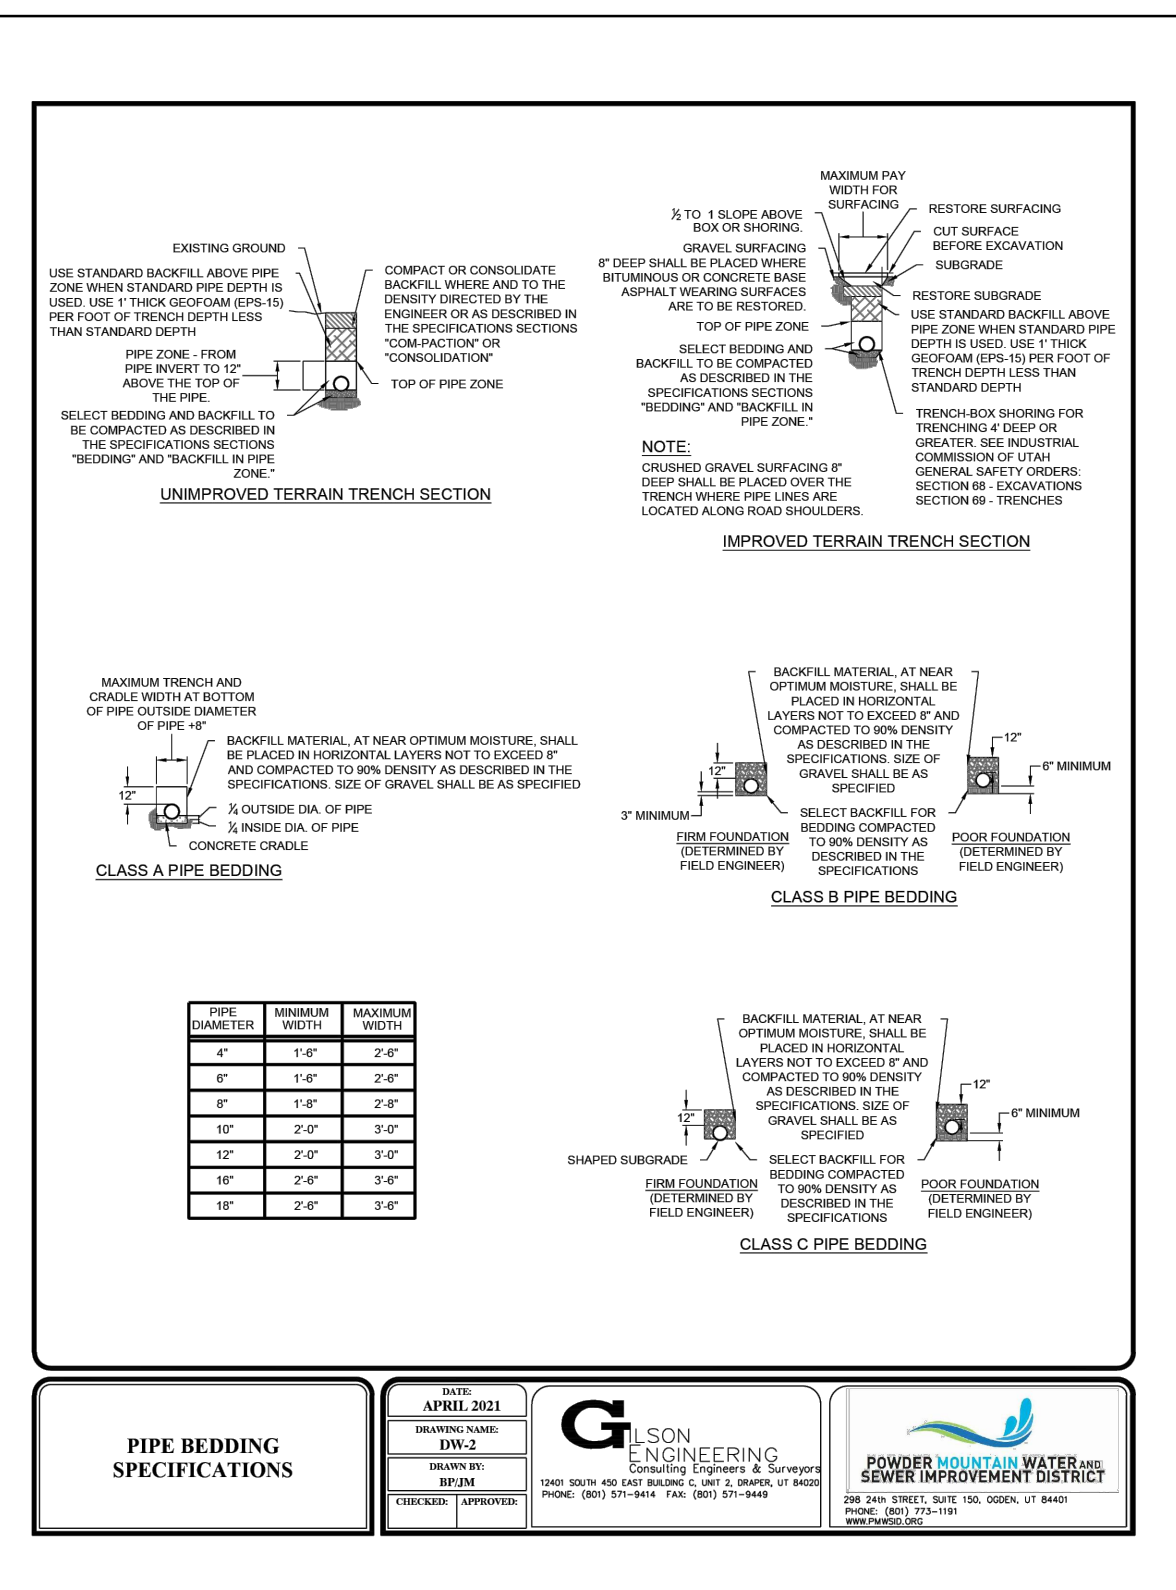 EXISTING GROUND
USE STANDARD BACKFILL ABOVE PIPE
ZONE WHEN STANDARD PIPE DEPTH IS
USED. USE 1' THICK GEOFOAM (EPS-15)
PER FOOT OF TRENCH DEPTH LESS
THAN STANDARD DEPTH
PIPE ZONE - FROM
PIPE INVERT TO 12"
ABOVE THE TOP OF
THE PIPE.
SELECT BEDDING AND BACKFILL TO
BE COMPACTED AS DESCRIBED IN
THE SPECIFICATIONS SECTIONS
"BEDDING" AND "BACKFILL IN PIPE
ZONE."
COMPACT OR CONSOLIDATE
BACKFILL WHERE AND TO THE
DENSITY DIRECTED BY THE
ENGINEER OR AS DESCRIBED IN
THE SPECIFICATIONS SECTIONS
"COM-PACTION" OR
"CONSOLIDATION"
TOP OF PIPE ZONE
UNIMPROVED TERRAIN TRENCH SECTION
MAXIMUM PAY
WIDTH FOR
SURFACING
½ TO 1 SLOPE ABOVE
BOX OR SHORING.
GRAVEL SURFACING
8" DEEP SHALL BE PLACED WHERE
BITUMINOUS OR CONCRETE BASE
ASPHALT WEARING SURFACES
ARE TO BE RESTORED.
TOP OF PIPE ZONE
SELECT BEDDING AND
BACKFILL TO BE COMPACTED
AS DESCRIBED IN THE
SPECIFICATIONS SECTIONS
"BEDDING" AND "BACKFILL IN
PIPE ZONE."
RESTORE SURFACING
CUT SURFACE
BEFORE EXCAVATION
SUBGRADE
RESTORE SUBGRADE
USE STANDARD BACKFILL ABOVE
PIPE ZONE WHEN STANDARD PIPE
DEPTH IS USED. USE 1' THICK
GEOFOAM (EPS-15) PER FOOT OF
TRENCH DEPTH LESS THAN
STANDARD DEPTH
TRENCH-BOX SHORING FOR
TRENCHING 4' DEEP OR
GREATER. SEE INDUSTRIAL
COMMISSION OF UTAH
GENERAL SAFETY ORDERS:
SECTION 68 - EXCAVATIONS
SECTION 69 - TRENCHES
NOTE:
CRUSHED GRAVEL SURFACING 8"
DEEP SHALL BE PLACED OVER THE
TRENCH WHERE PIPE LINES ARE
LOCATED ALONG ROAD SHOULDERS.
IMPROVED TERRAIN TRENCH SECTION
MAXIMUM TRENCH AND
CRADLE WIDTH AT BOTTOM
OF PIPE OUTSIDE DIAMETER
OF PIPE +8"
BACKFILL MATERIAL, AT NEAR OPTIMUM MOISTURE, SHALL
BE PLACED IN HORIZONTAL LAYERS NOT TO EXCEED 8"
AND COMPACTED TO 90% DENSITY AS DESCRIBED IN THE
SPECIFICATIONS. SIZE OF GRAVEL SHALL BE AS SPECIFIED
12"
¼ OUTSIDE DIA. OF PIPE
¼ INSIDE DIA. OF PIPE
CONCRETE CRADLE
CLASS A PIPE BEDDING
BACKFILL MATERIAL, AT NEAR
OPTIMUM MOISTURE, SHALL BE
PLACED IN HORIZONTAL
LAYERS NOT TO EXCEED 8" AND
COMPACTED TO 90% DENSITY
AS DESCRIBED IN THE
SPECIFICATIONS. SIZE OF
GRAVEL SHALL BE AS
SPECIFIED
12"
3" MINIMUM
FIRM FOUNDATION
(DETERMINED BY
FIELD ENGINEER)
SELECT BACKFILL FOR
BEDDING COMPACTED
TO 90% DENSITY AS
DESCRIBED IN THE
SPECIFICATIONS
12"
6" MINIMUM
POOR FOUNDATION
(DETERMINED BY
FIELD ENGINEER)
CLASS B PIPE BEDDING
PIPE DIAMETER MINIMUM WIDTH MAXIMUM WIDTH
4" 1'-6" 2'-6"
6" 1'-6" 2'-6"
8" 1'-8" 2'-8"
10" 2'-0" 3'-0"
12" 2'-0" 3'-0"
16" 2'-6" 3'-6"
18" 2'-6" 3'-6"
BACKFILL MATERIAL, AT NEAR
OPTIMUM MOISTURE, SHALL BE
PLACED IN HORIZONTAL
LAYERS NOT TO EXCEED 8" AND
COMPACTED TO 90% DENSITY
AS DESCRIBED IN THE
SPECIFICATIONS. SIZE OF
GRAVEL SHALL BE AS
SPECIFIED
12"
SHAPED SUBGRADE
FIRM FOUNDATION
(DETERMINED BY
FIELD ENGINEER)
SELECT BACKFILL FOR
BEDDING COMPACTED
TO 90% DENSITY AS
DESCRIBED IN THE
SPECIFICATIONS
12"
6" MINIMUM
POOR FOUNDATION
(DETERMINED BY
FIELD ENGINEER)
CLASS C PIPE BEDDING
PIPE BEDDING
SPECIFICATIONS
DATE:
APRIL 2021
DRAWING NAME:
DW-2
DRAWN BY:
BP/JM
CHECKED: APPROVED:
GILSON
ENGINEERING
Consulting Engineers & Surveyors
12401 SOUTH 450 EAST BUILDING C, UNIT 2, DRAPER, UT 84020
PHONE: (801) 571-9414 FAX: (801) 571-9449
POWDER MOUNTAIN WATER AND
SEWER IMPROVEMENT DISTRICT
298 24th STREET, SUITE 150, OGDEN, UT 84401
PHONE: (801) 773-1191
WWW.PMWSID.ORG